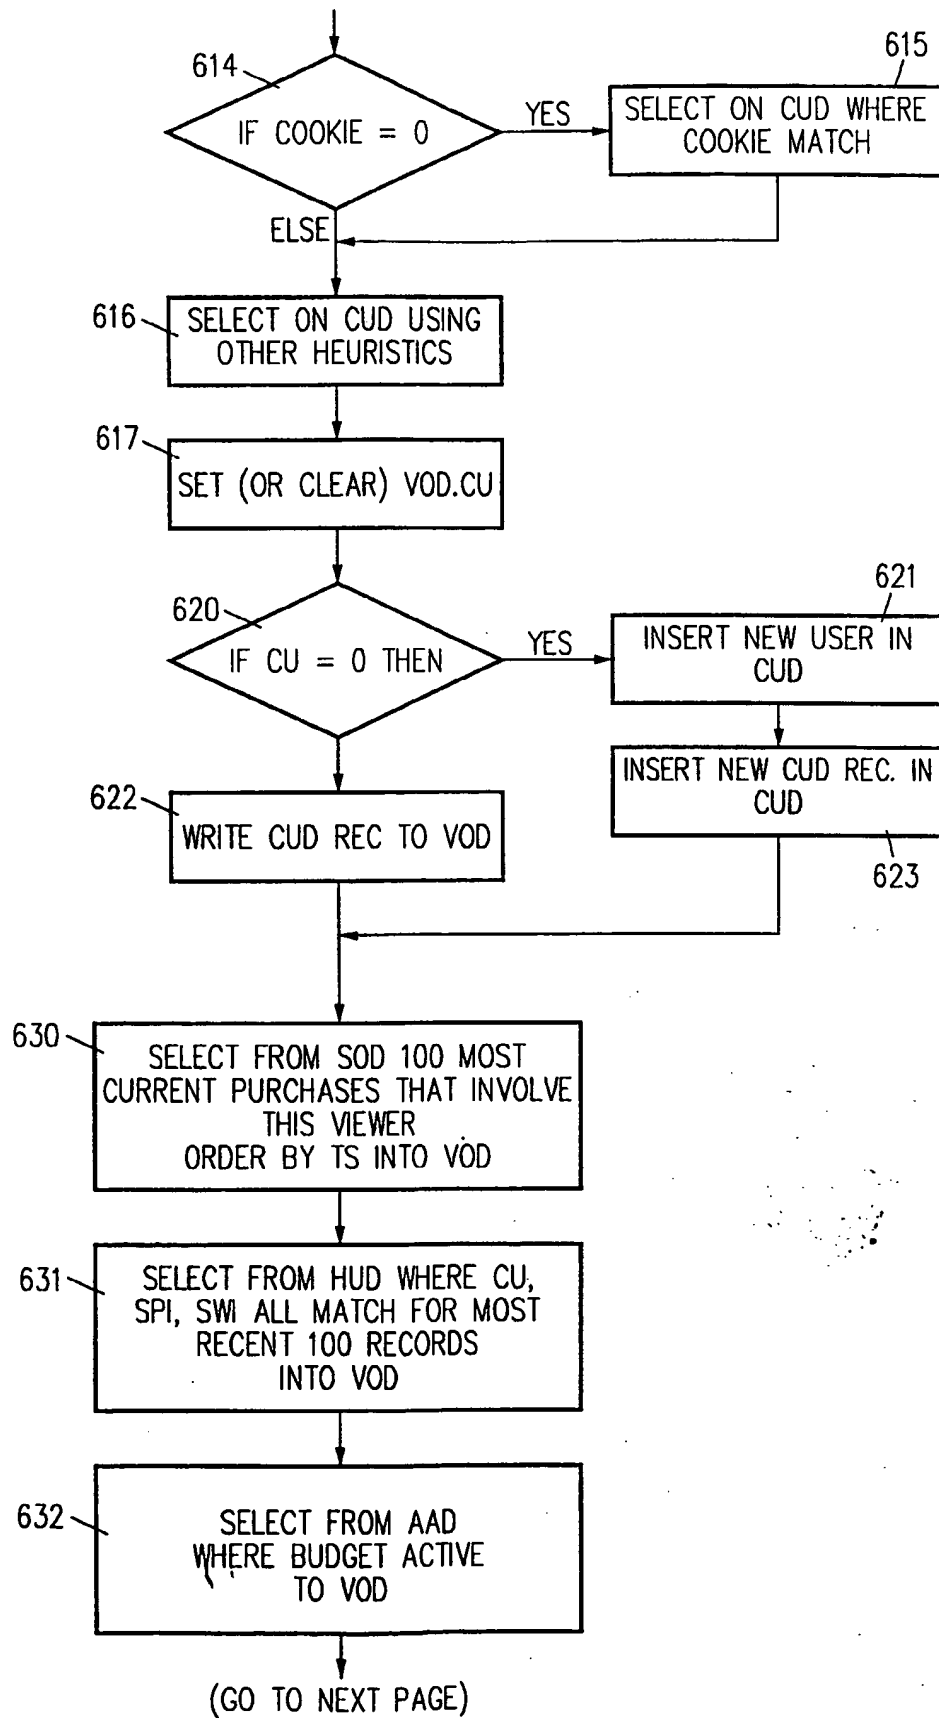 614
IF COOKIE = 0
YES
615
SELECT ON CUD WHERE
COOKIE MATCH
ELSE
616
SELECT ON CUD USING
OTHER HEURISTICS
617
SET (OR CLEAR) VOD.CU
620
IF CU = 0 THEN
YES
621
INSERT NEW USER IN
CUD
INSERT NEW CUD REC. IN
CUD
623
622
WRITE CUD REC TO VOD
630
SELECT FROM SOD 100 MOST
CURRENT PURCHASES THAT INVOLVE
THIS VIEWER
ORDER BY TS INTO VOD
631
SELECT FROM HUD WHERE CU,
SPI, SWI ALL MATCH FOR MOST
RECENT 100 RECORDS
INTO VOD
632
SELECT FROM AAD
WHERE BUDGET ACTIVE
TO VOD
(GO TO NEXT PAGE)